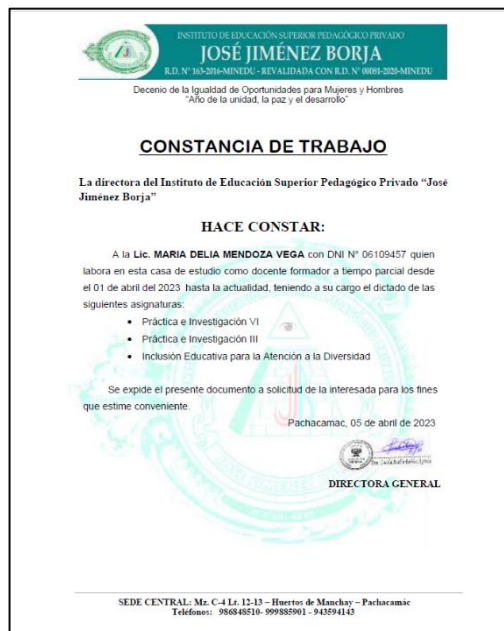 INSTITUTO DE EDUCACIÓN SUPERIOR PEDAGÓGICO PRIVADO
JOSÉ JIMÉNEZ BORJA
R.D. N° 163-2016-MINEDU - REVALIDADA CON R.D. N° 00081-2020-MINEDU
Decenio de la Igualdad de Oportunidades para Mujeres y Hombres
"Año de la unidad, la paz y el desarrollo"
CONSTANCIA DE TRABAJO
La directora del Instituto de Educación Superior Pedagógico Privado "José
Jiménez Borja"
HACE CONSTAR:
A la Lic. MARIA DELIA MENDOZA VEGA con DNI N° 06109457 quien
labora en esta casa de estudio como docente formador a tiempo parcial desde
el 01 de abril del 2023 hasta la actualidad, teniendo a su cargo el dictado de las
siguientes asignaturas:
• Práctica e Investigación VI
• Práctica e Investigación III
• Inclusión Educativa para la Atención a la Diversidad
Se expide el presente documento a solicitud de la interesada para los fines
que estime conveniente.
Pachacamac, 05 de abril de 2023
DIRECTORA GENERAL
SEDE CENTRAL: Mz. C-4 Lt. 12-13 – Huertos de Manchay – Pachacamác
Teléfonos: 986848510- 999885901 - 943594143